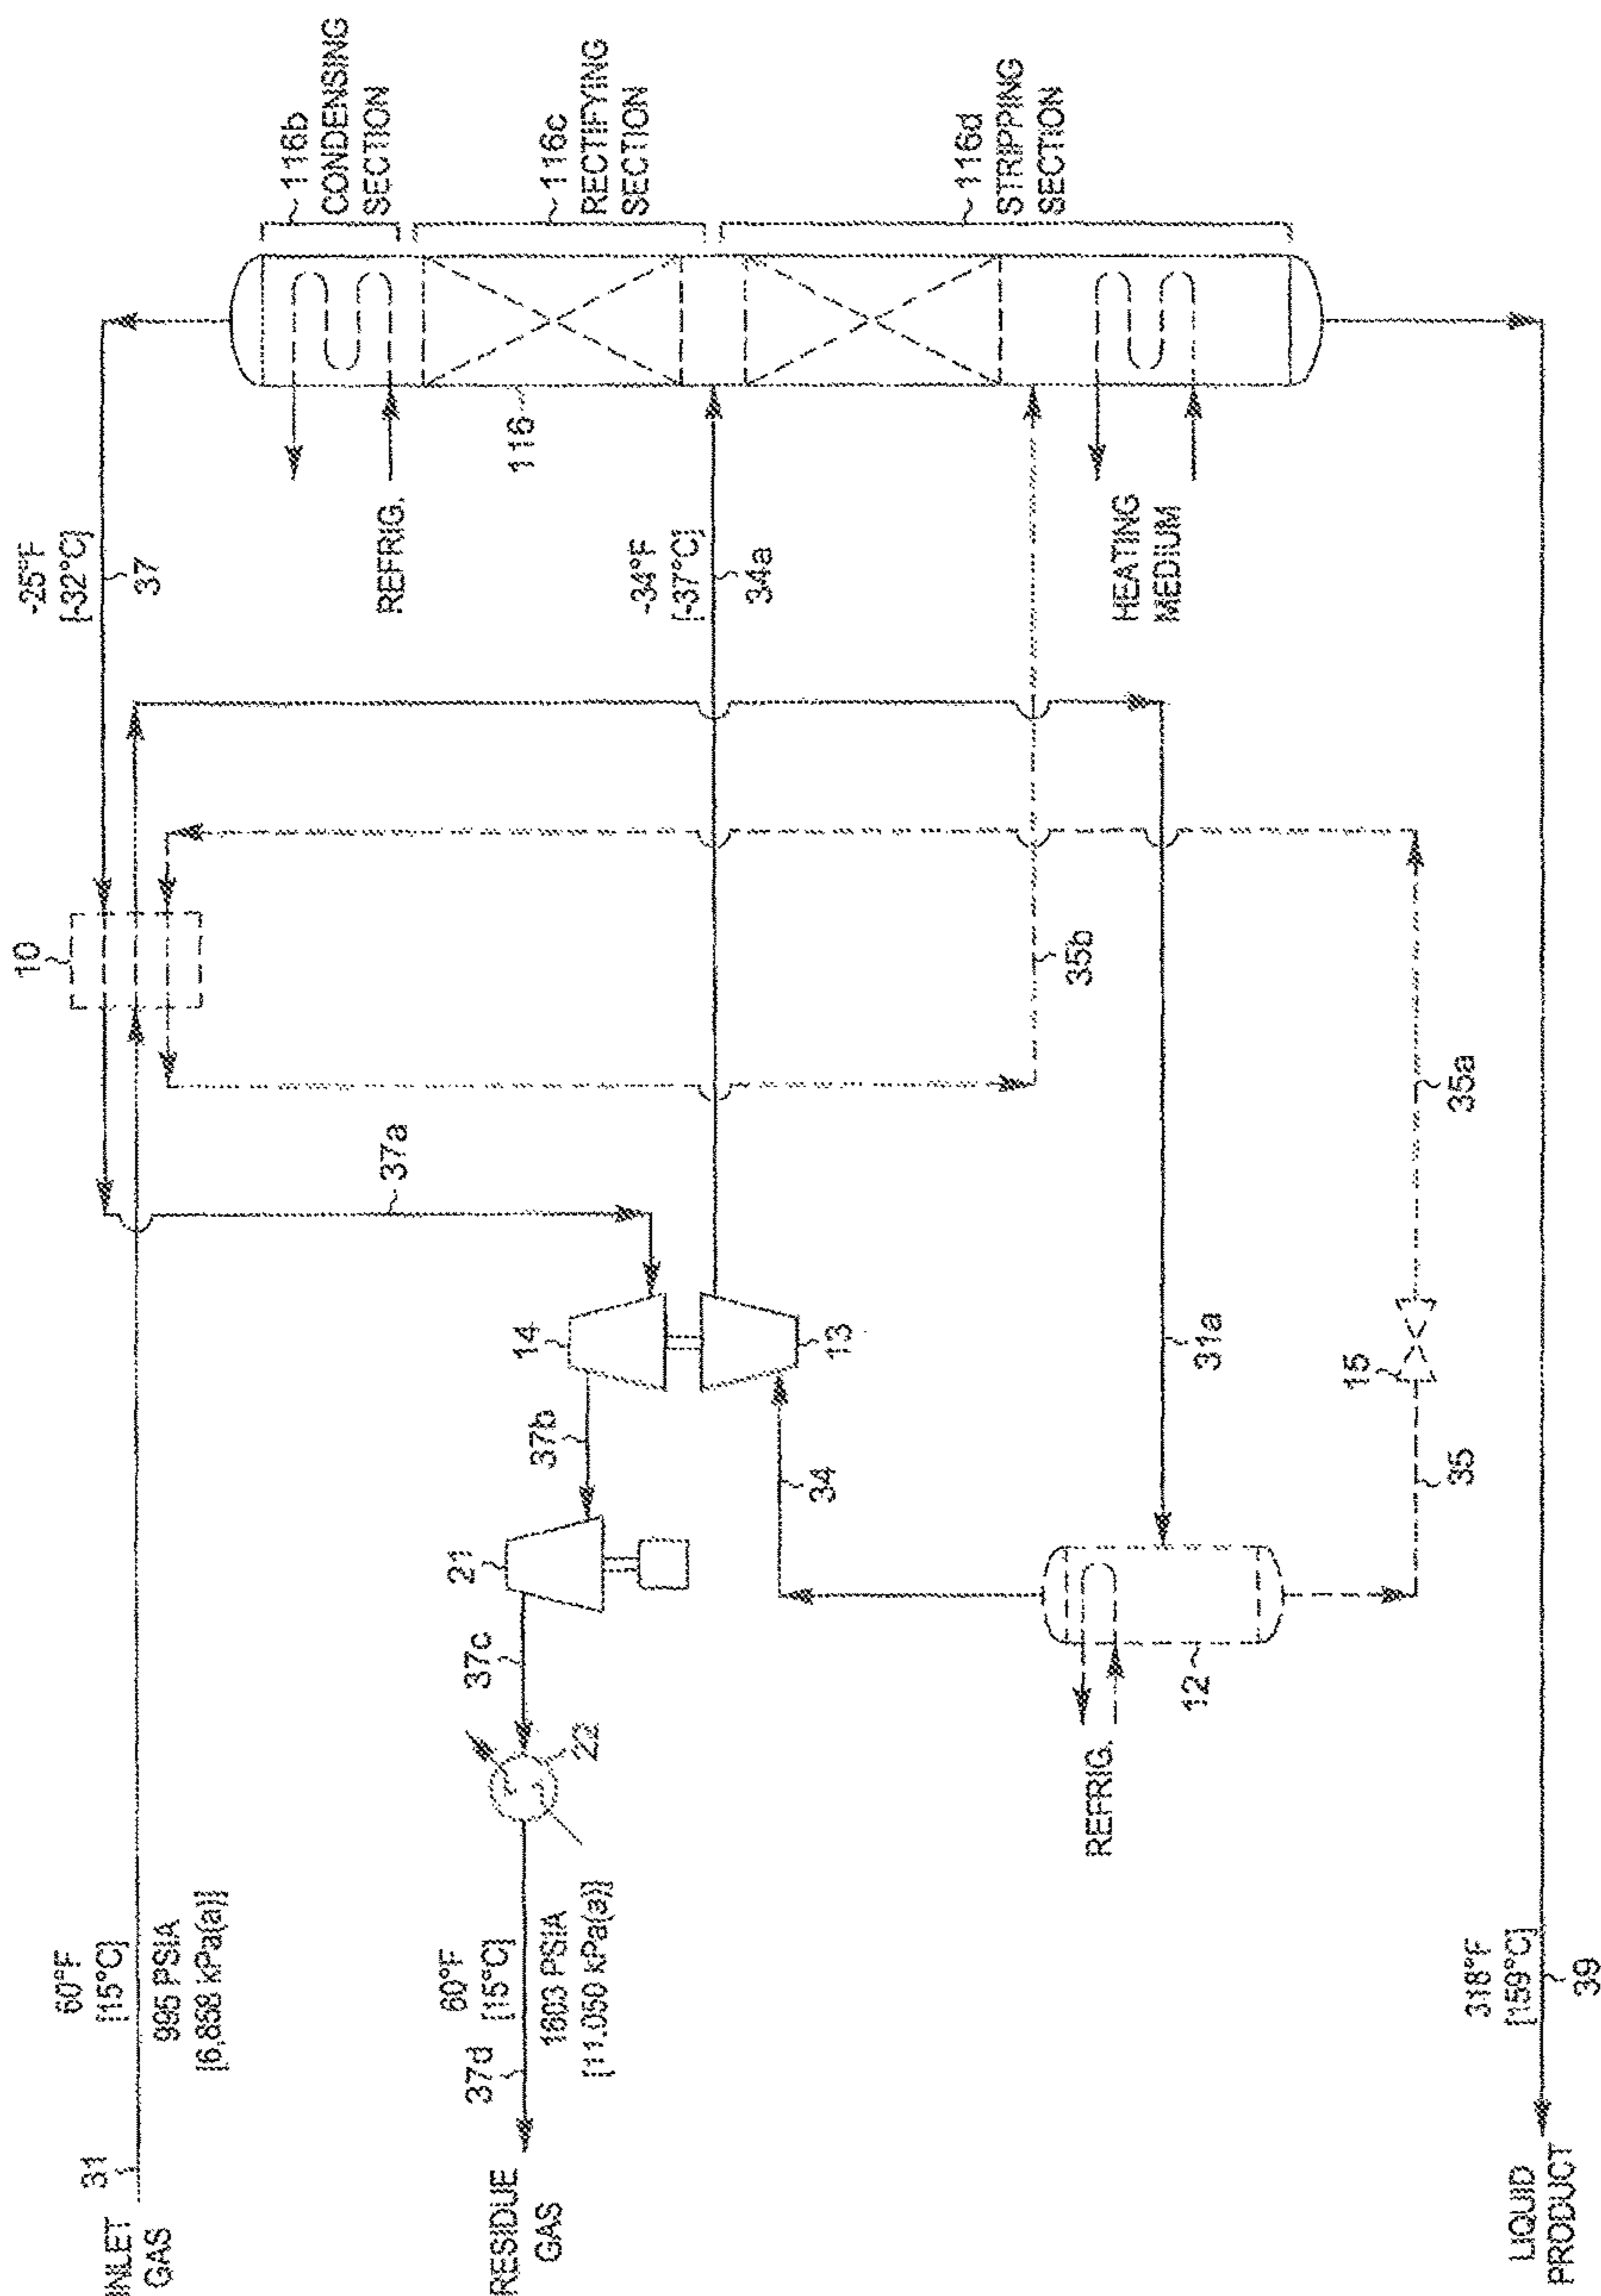 116b
CONDENSING
SECTION
116c
RECTIFYING
SECTION
116d
STRIPPING
SECTION
116
-25°F
[-32°C]
37
REFRIG.
-34°F
[-37°C]
34a
HEATING
MEDIUM
10
35b
37a
35a
14
13
31a
15
37b
34
35
21
37c
12
22
REFRIG.
60°F
[15°C]
995 PSIA
[6,858 kPa(a)]
31
INLET
GAS
60°F
[15°C]
1603 PSIA
[11,050 kPa(a)]
37d
RESIDUE
GAS
318°F
[159°C]
39
LIQUID
PRODUCT